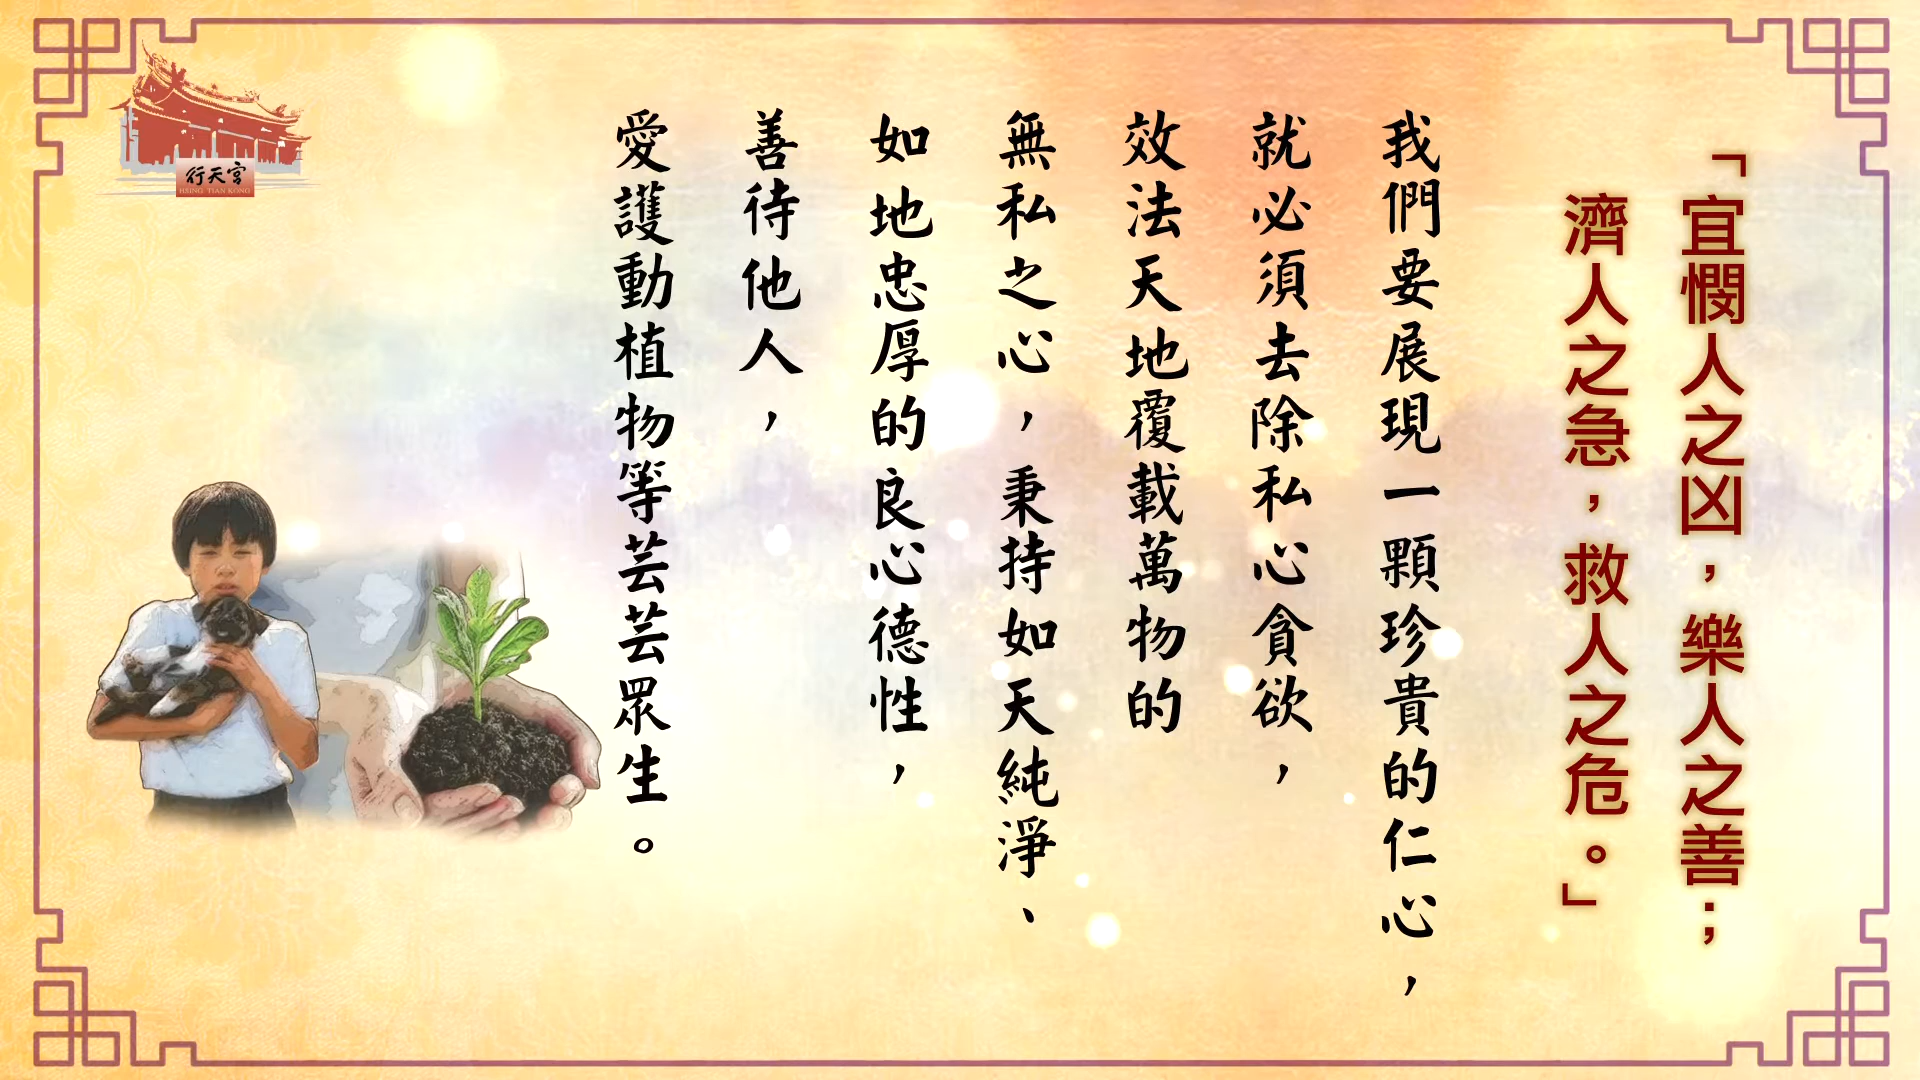 「宜憫人之凶，樂人之善；
濟人之急，救人之危。」
我們要展現一顆珍貴的仁心，
就必須去除私心貪欲，
效法天地覆載萬物的
無私之心，秉持如天純淨、
如地忠厚的良心德性，
善待他人，
愛護動植物等芸芸眾生。
行天宮
HSING TIAN KONG